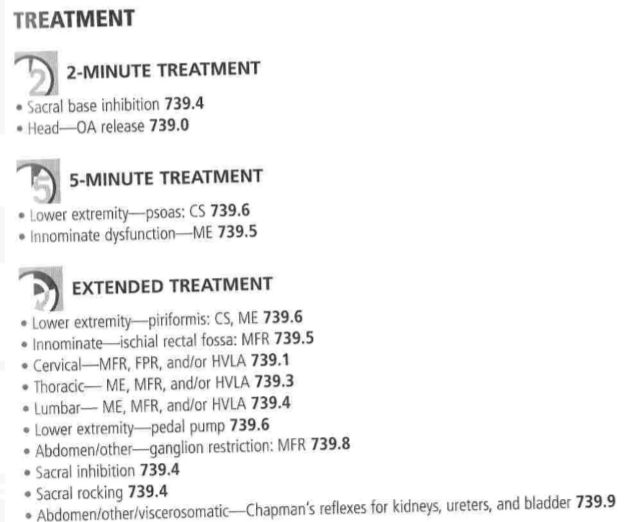 TREATMENT
2
2-MINUTE TREATMENT
• Sacral base inhibition 739.4
• Head—OA release 739.0
5
5-MINUTE TREATMENT
• Lower extremity—psoas: CS 739.6
• Innominate dysfunction—ME 739.5
EXTENDED TREATMENT
• Lower extremity—piriformis: CS, ME 739.6
• Innominate—ischial rectal fossa: MFR 739.5
• Cervical—MFR, FPR, and/or HVLA 739.1
• Thoracic— ME, MFR, and/or HVLA 739.3
• Lumbar— ME, MFR, and/or HVLA 739.4
• Lower extremity—pedal pump 739.6
• Abdomen/other—ganglion restriction: MFR 739.8
• Sacral inhibition 739.4
• Sacral rocking 739.4
• Abdomen/other/viscerosomatic—Chapman's reflexes for kidneys, ureters, and bladder 739.9